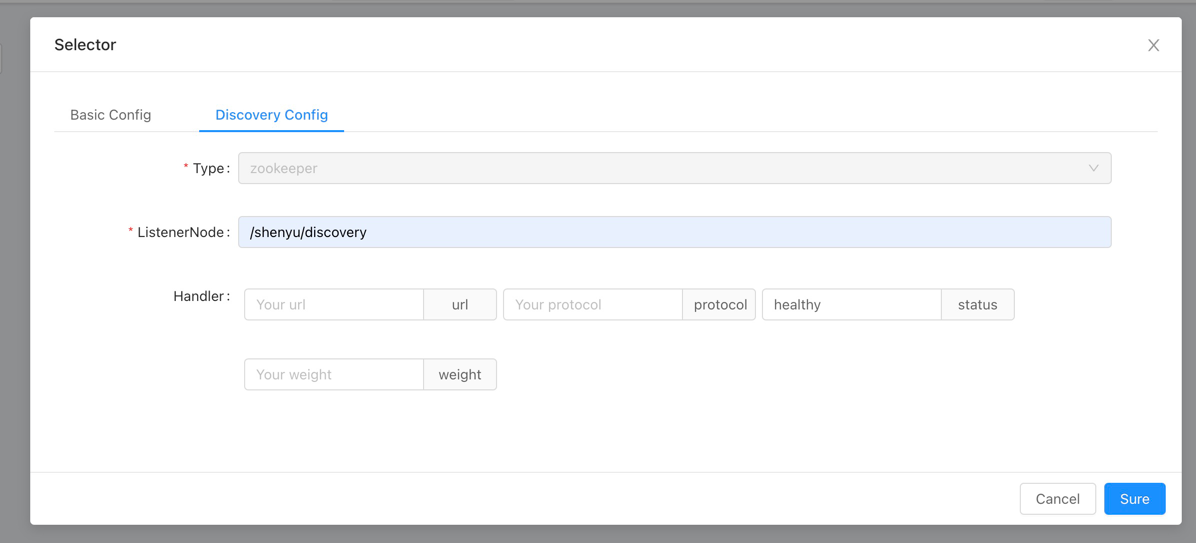 Selector
Basic Config Discovery Config
* Type : zookeeper
* ListenerNode : /shenyu/discovery
Handler : Your url url Your protocol protocol healthy status
Your weight weight
Cancel Sure